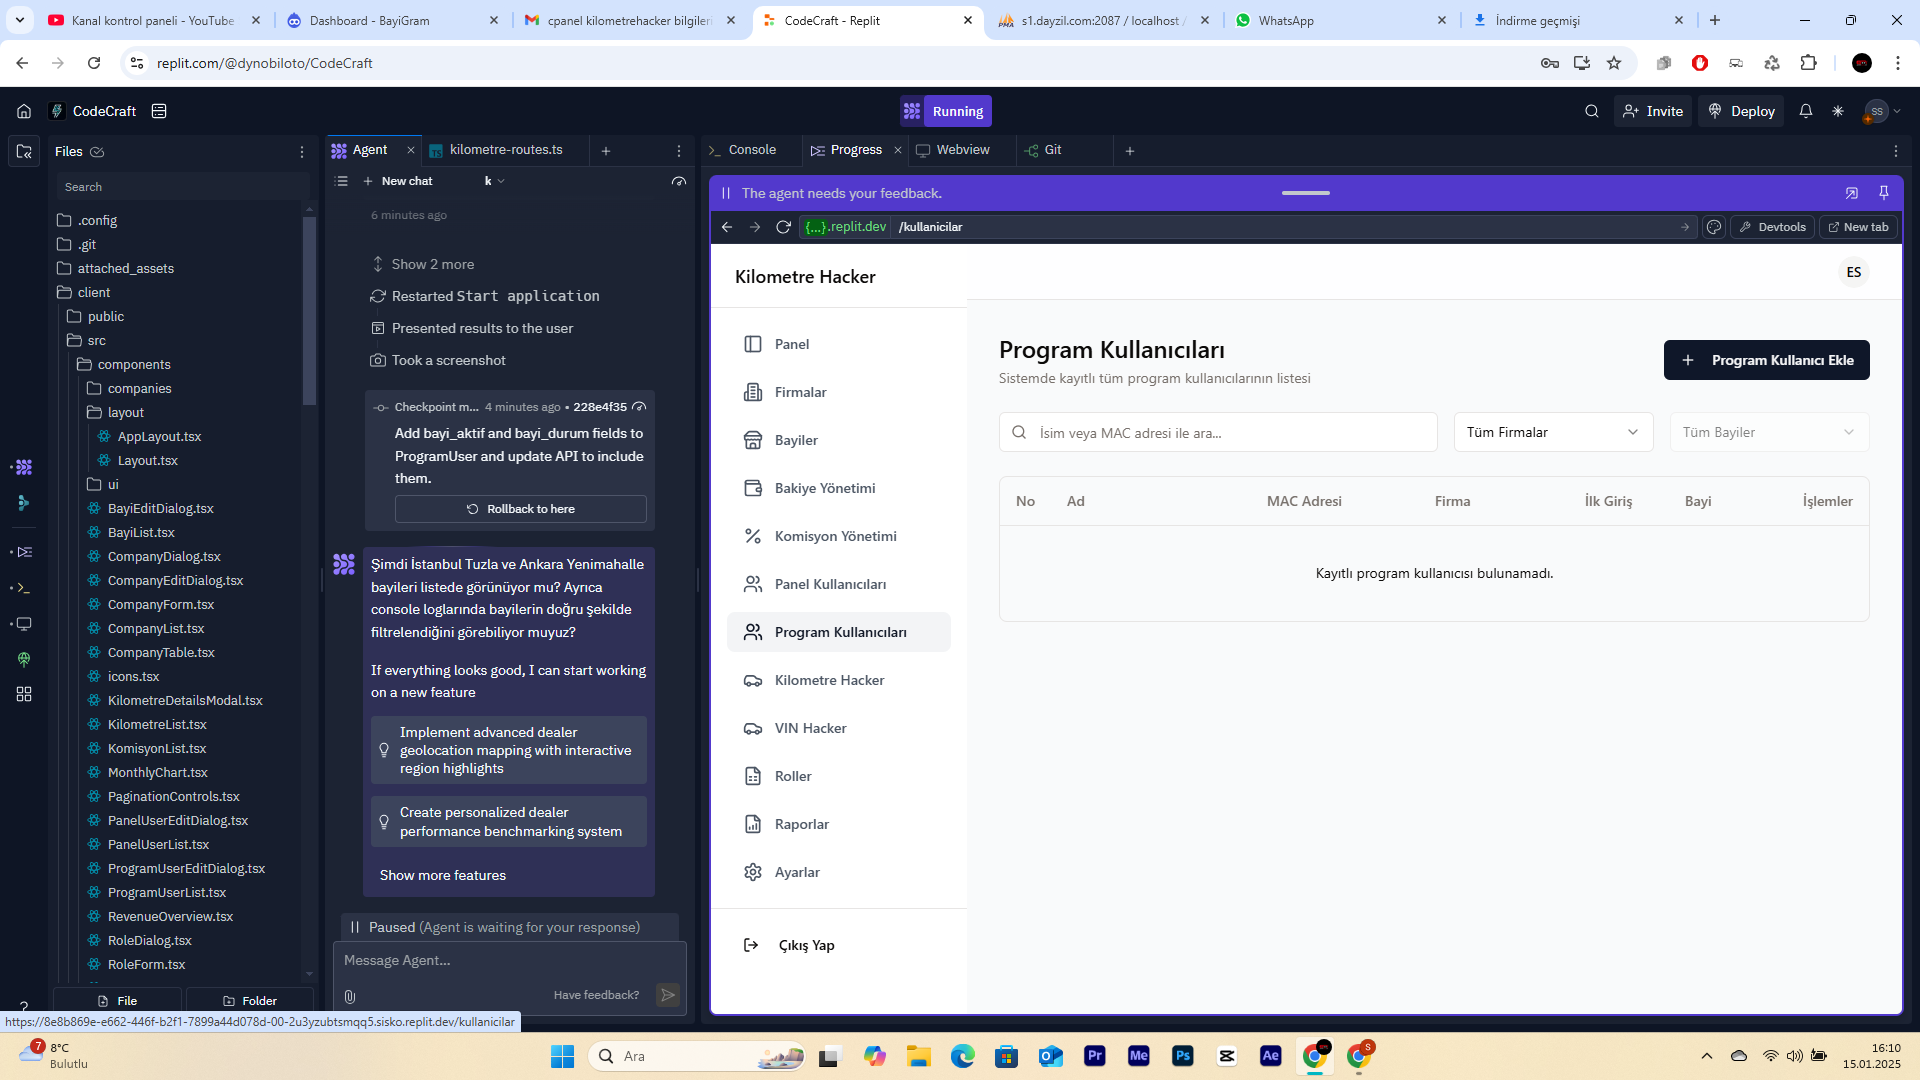 Kanal kontrol paneli - YouTube
Dashboard - BayiGram
cpanel kilometrehacker bilgileri
CodeCraft - Replit
s1.dayzil.com:2087 / localhost /
WhatsApp
İndirme geçmişi
replit.com/@dynobiloto/CodeCraft
CodeCraft
Running
Invite
Deploy
SS
Files
Search
.config
.git
attached_assets
client
public
src
components
companies
layout
AppLayout.tsx
Layout.tsx
ui
BayiEditDialog.tsx
BayiList.tsx
CompanyDialog.tsx
CompanyEditDialog.tsx
CompanyForm.tsx
CompanyList.tsx
CompanyTable.tsx
icons.tsx
KilometreDetailsModal.tsx
KilometreList.tsx
KomisyonList.tsx
MonthlyChart.tsx
PaginationControls.tsx
PanelUserEditDialog.tsx
PanelUserList.tsx
ProgramUserEditDialog.tsx
ProgramUserList.tsx
RevenueOverview.tsx
RoleDialog.tsx
RoleForm.tsx
File
Folder
Agent
kilometre-routes.ts
New chat
k
6 minutes ago
Show 2 more
Restarted Start application
Presented results to the user
Took a screenshot
Checkpoint m... 4 minutes ago • 228e4f35
Add bayi_aktif and bayi_durum fields to
ProgramUser and update API to include
them.
Rollback to here
Şimdi İstanbul Tuzla ve Ankara Yenimahalle
bayileri listede görünüyor mu? Ayrıca
console loglarında bayilerin doğru şekilde
filtrelendiğini görebiliyor muyuz?
If everything looks good, I can start working
on a new feature
Implement advanced dealer
geolocation mapping with interactive
region highlights
Create personalized dealer
performance benchmarking system
Show more features
Paused (Agent is waiting for your response)
Message Agent...
Have feedback?
Console
Progress
Webview
Git
The agent needs your feedback.
{...}.replit.dev
/kullanicilar
Devtools
New tab
Kilometre Hacker
ES
Panel
Firmalar
Bayiler
Bakiye Yönetimi
Komisyon Yönetimi
Panel Kullanıcıları
Program Kullanıcıları
Kilometre Hacker
VIN Hacker
Roller
Raporlar
Ayarlar
Çıkış Yap
Program Kullanıcıları
Sistemde kayıtlı tüm program kullanıcılarının listesi
Program Kullanıcı Ekle
İsim veya MAC adresi ile ara...
Tüm Firmalar
Tüm Bayiler
No Ad MAC Adresi Firma İlk Giriş Bayi İşlemler
Kayıtlı program kullanıcısı bulunamadı.
https://8e8b869e-e662-446f-b2f1-7899a44d078d-00-2u3yzubtsmqq5.sisko.replit.dev/kullanicilar
7
8°C
Bulutlu
Ara
Pr
Me
Ps
Ae
S
16:10
15.01.2025